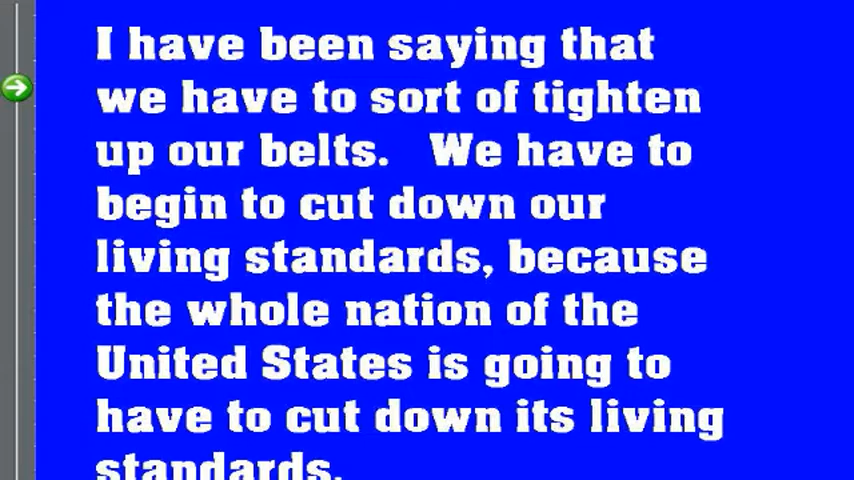 I have been saying that
we have to sort of tighten
up our belts.   We have to
begin to cut down our
living standards, because
the whole nation of the
United States is going to
have to cut down its living
standards.